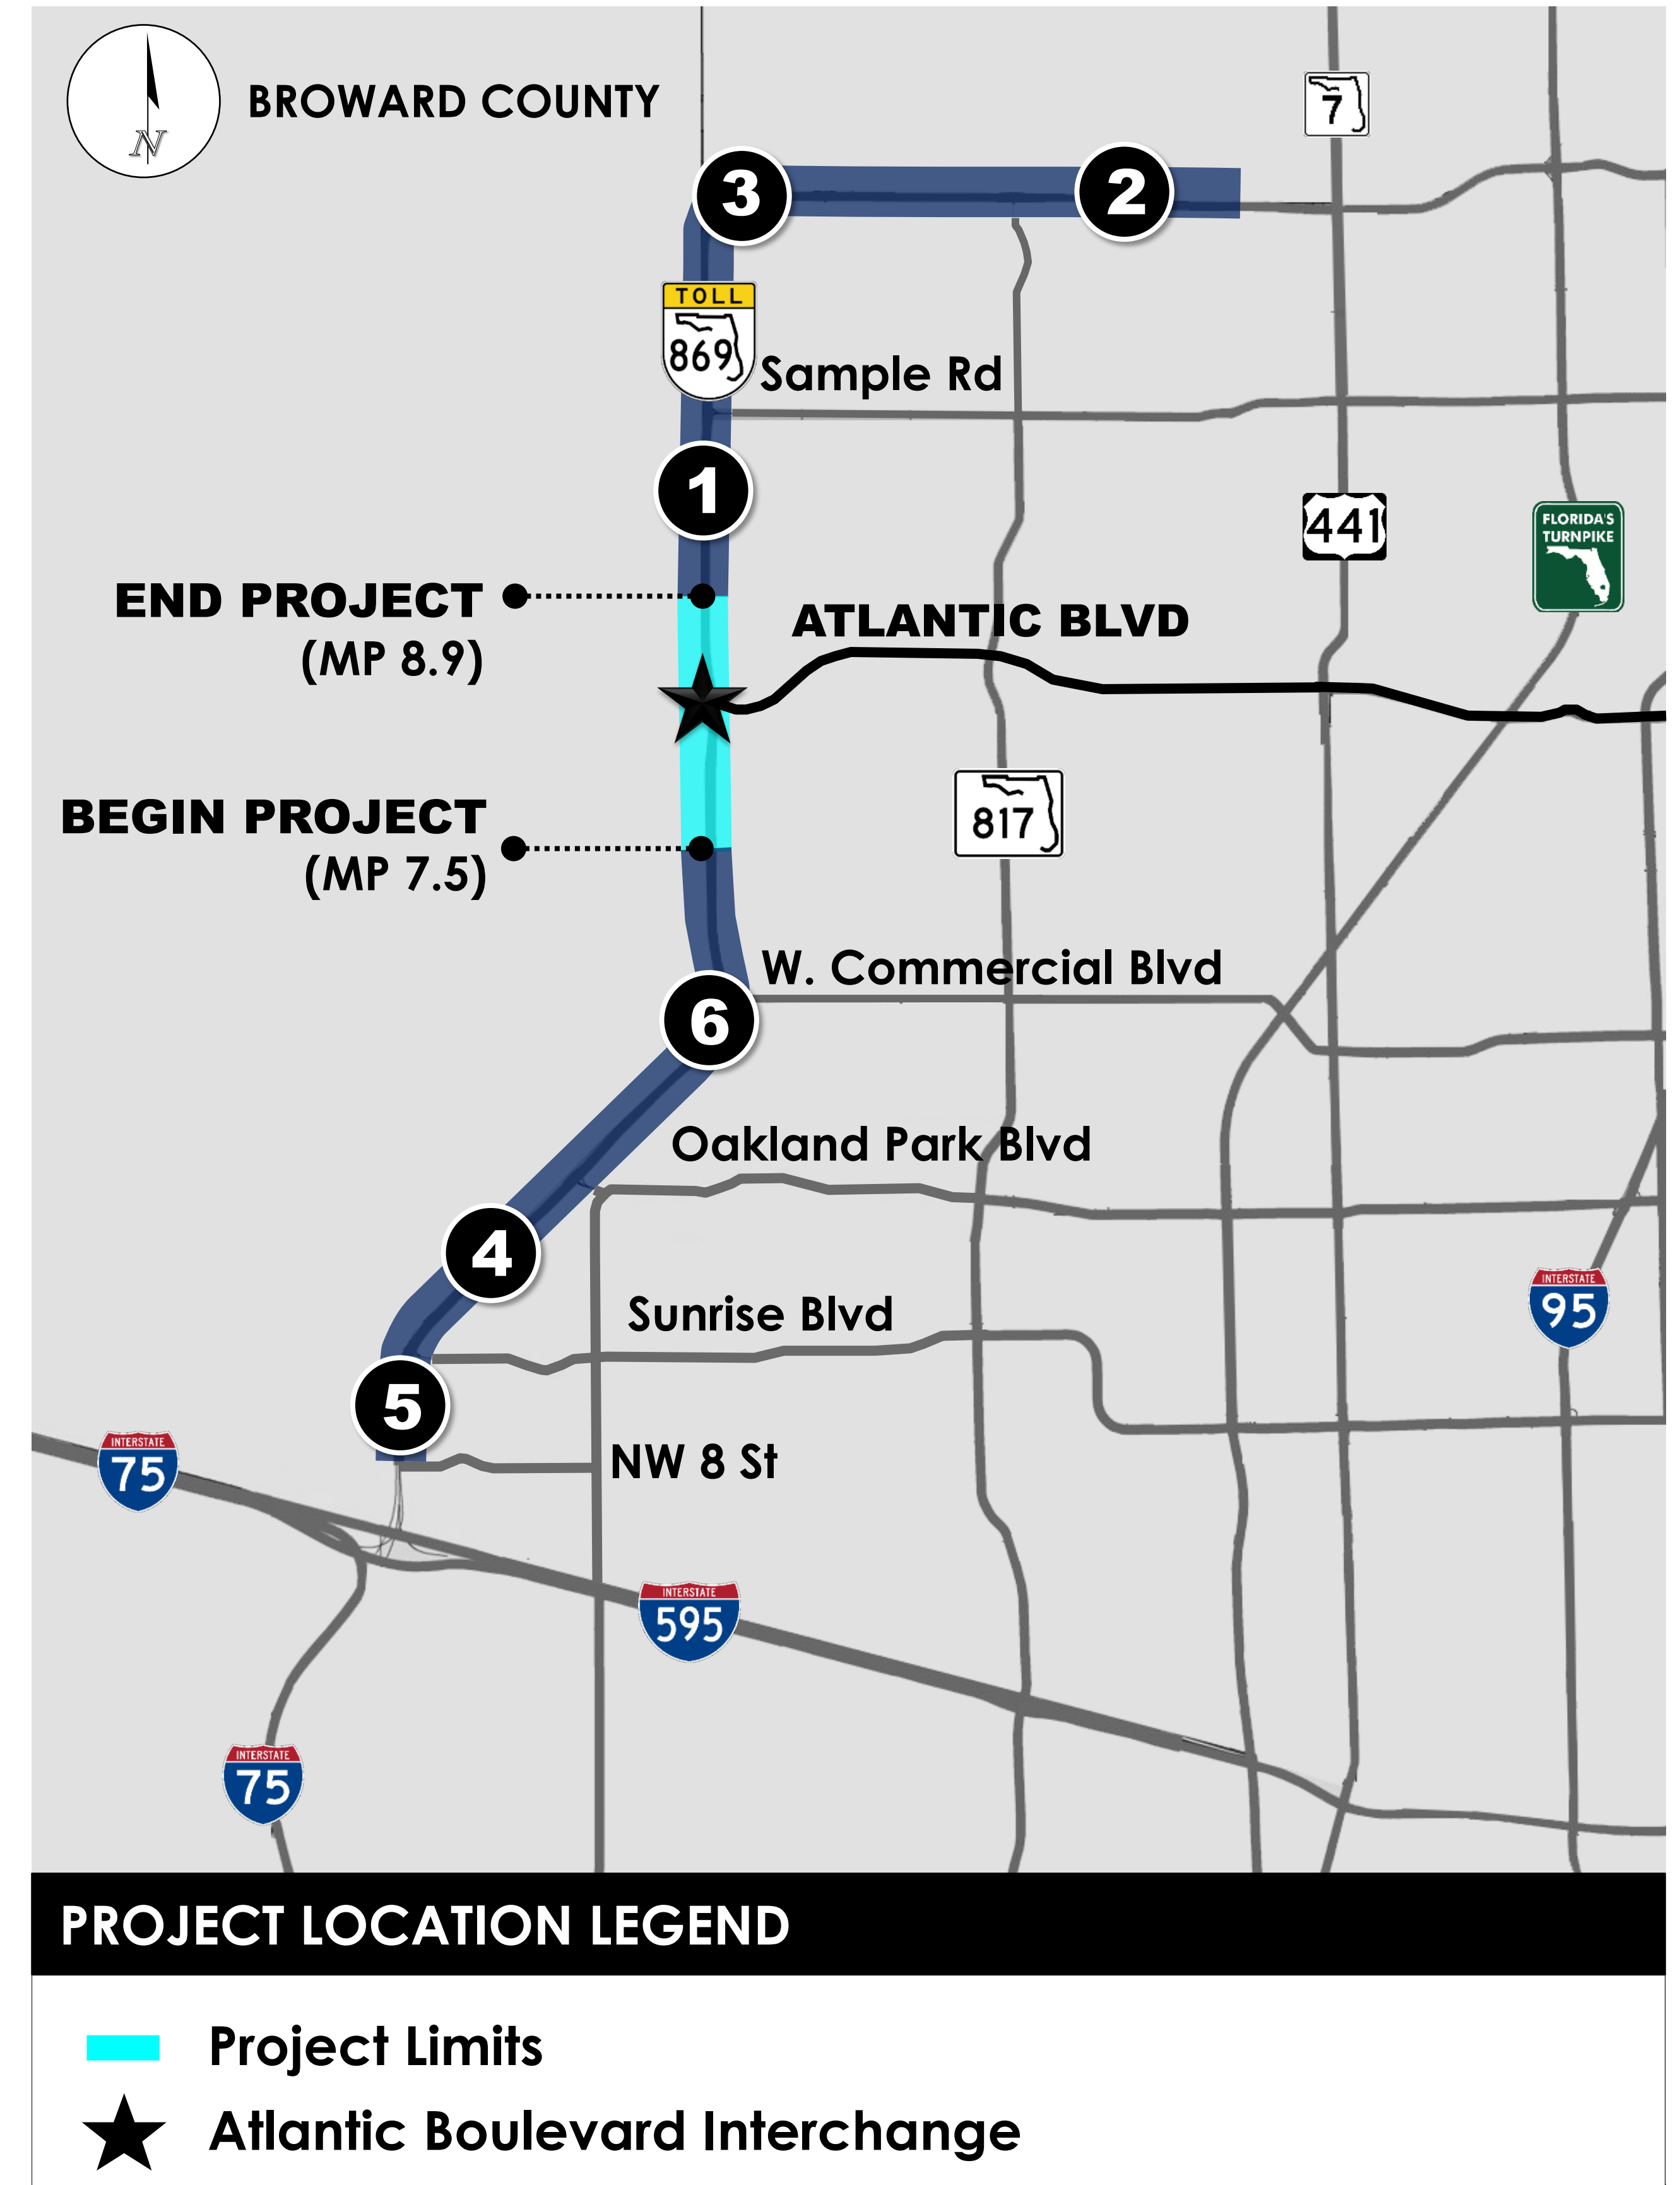 N
BROWARD COUNTY
7
3
2
TOLL
869
Sample Rd
1
441
FLORIDA'S
TURNPIKE
END PROJECT
(MP 8.9)
ATLANTIC BLVD
BEGIN PROJECT
(MP 7.5)
817
W. Commercial Blvd
6
Oakland Park Blvd
4
INTERSTATE
95
Sunrise Blvd
5
INTERSTATE
75
NW 8 St
INTERSTATE
595
INTERSTATE
75
PROJECT LOCATION LEGEND
Project Limits
Atlantic Boulevard Interchange